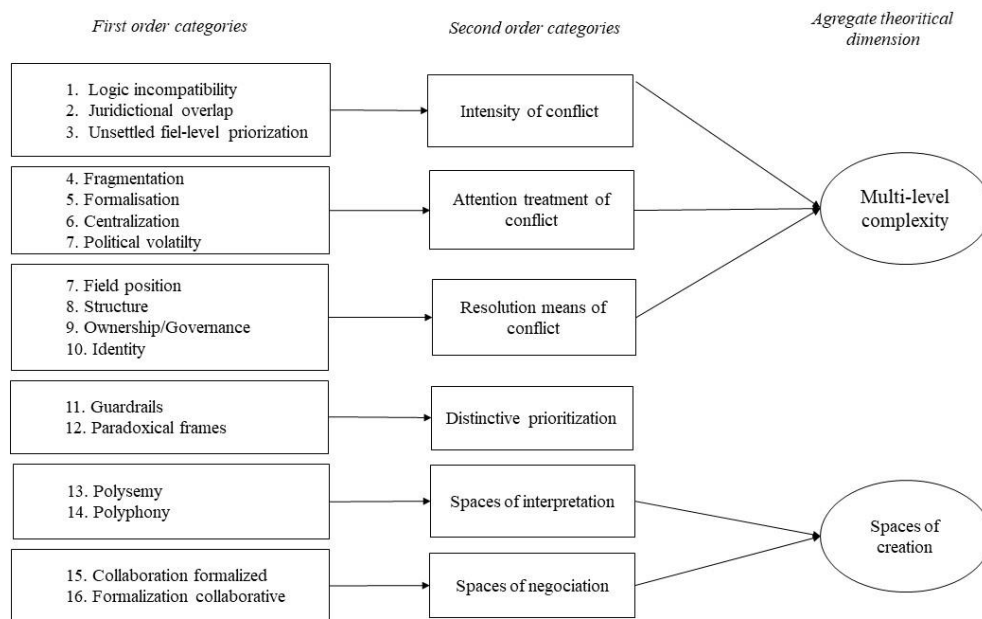 First order categories
Second order categories
Agregate theoritical
dimension
1. Logic incompatibility
2. Juridictional overlap
3. Unsettled fiel-level priorization
Intensity of conflict
4. Fragmentation
5. Formalisation
6. Centralization
7. Political volatilty
Attention treatment of
conflict
Multi-level
complexity
7. Field position
8. Structure
9. Ownership/Governance
10. Identity
Resolution means of
conflict
11. Guardrails
12. Paradoxical frames
Distinctive prioritization
13. Polysemy
14. Polyphony
Spaces of interpretation
Spaces of
creation
15. Collaboration formalized
16. Formalization collaborative
Spaces of negociation